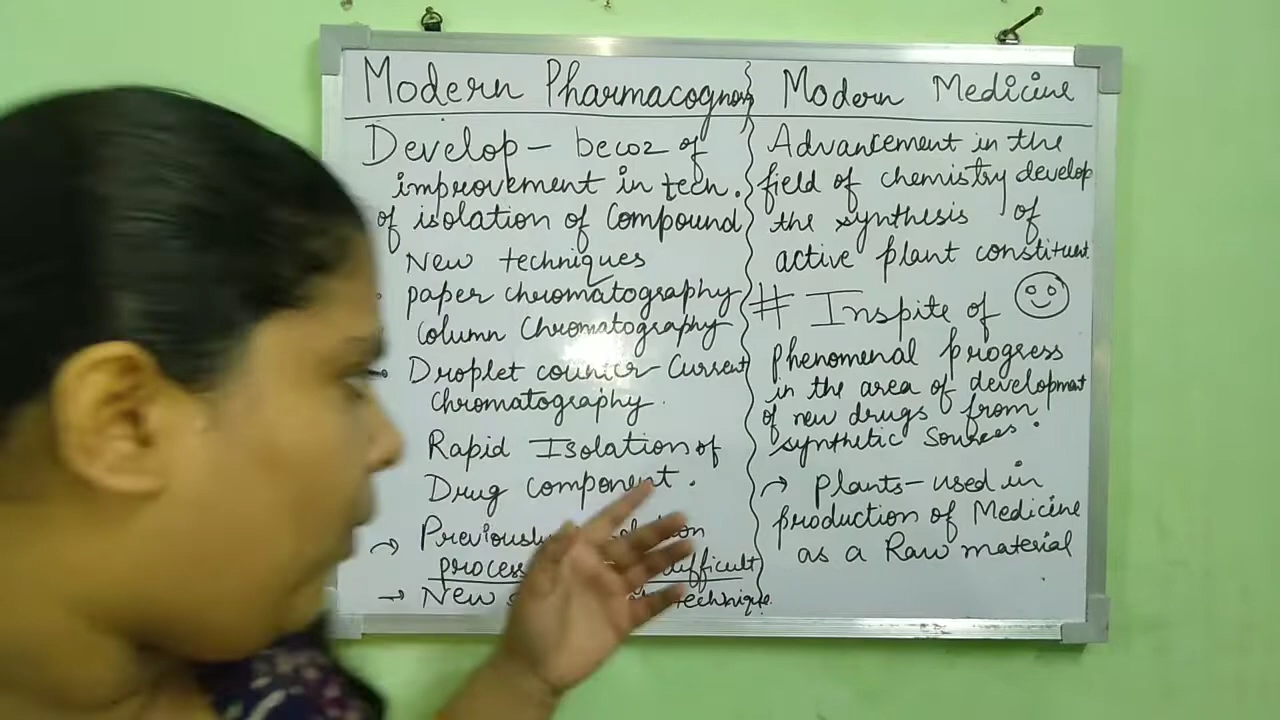 Modern Pharmacognosy
Develop - becoz of
improvement in tech.
of isolation of Compound
New techniques
paper chromatography
column Chromatography
Droplet counter Current
chromatography.
Rapid Isolation of
Drug component.
Previously
process difficult
New technique.
Modern Medicine
Advancement in the
field of chemistry develop
the synthesis of
active plant constituent.
# Inspite of
phenomenal progress
in the area of development
of new drugs from
synthetic Sources.
→ Plants - used in
production of Medicine
as a Raw material